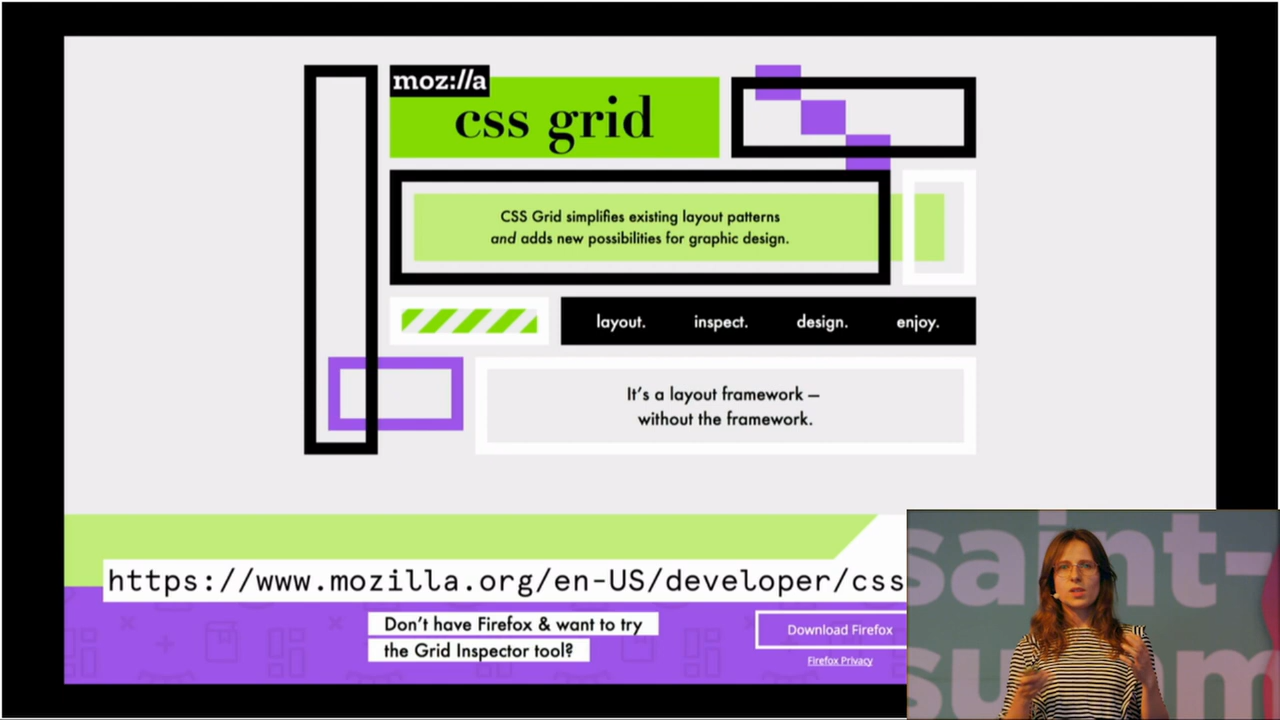 moz://a
css grid
CSS Grid simplifies existing layout patterns
and adds new possibilities for graphic design.
layout. inspect. design. enjoy.
It's a layout framework —
without the framework.
https://www.mozilla.org/en-US/developer/css
Don't have Firefox & want to try
the Grid Inspector tool?
Download Firefox
Firefox Privacy
saint-